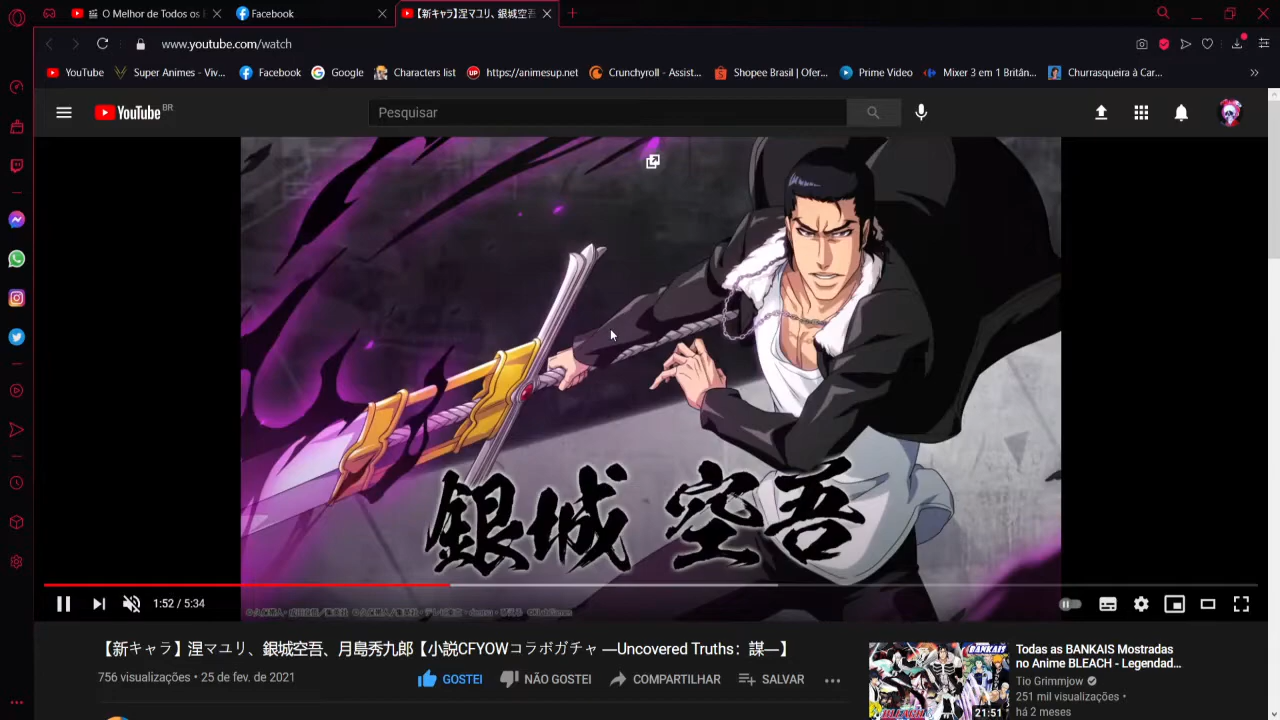 O Melhor de Todos os
Facebook
【新キャラ】涅マユリ、銀城空吾
www.youtube.com/watch
YouTube
Super Animes - Viv...
Facebook
Google
Characters list
https://animesup.net
Crunchyroll - Assist...
Shopee Brasil | Ofer...
Prime Video
Mixer 3 em 1 Britân...
Churrasqueira à Car...
YouTube BR
Pesquisar
銀城 空吾
1:52 / 5:34
【新キャラ】涅マユリ、銀城空吾、月島秀九郎【小説CFYOWコラボガチャ ―Uncovered Truths：謀―】
756 visualizações • 25 de fev. de 2021
GOSTEI
NÃO GOSTEI
COMPARTILHAR
SALVAR
BANKAIS
BLEACH
21:51
Todas as BANKAIS Mostradas
no Anime BLEACH - Legendad...
Tio Grimmjow
251 mil visualizações •
há 2 meses